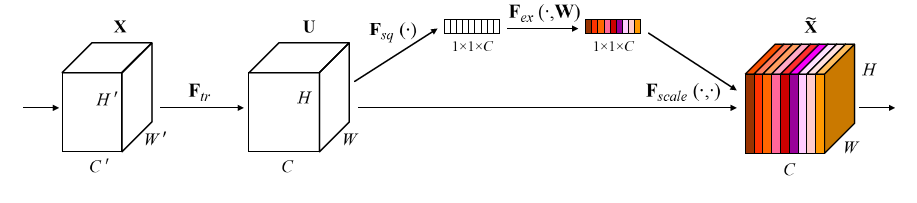 X
U
X̃
F_sq (·)
F_ex (·,W)
1×1×C
1×1×C
F_tr
F_scale (·,·)
H′
W′
C′
H
W
C
H
W
C